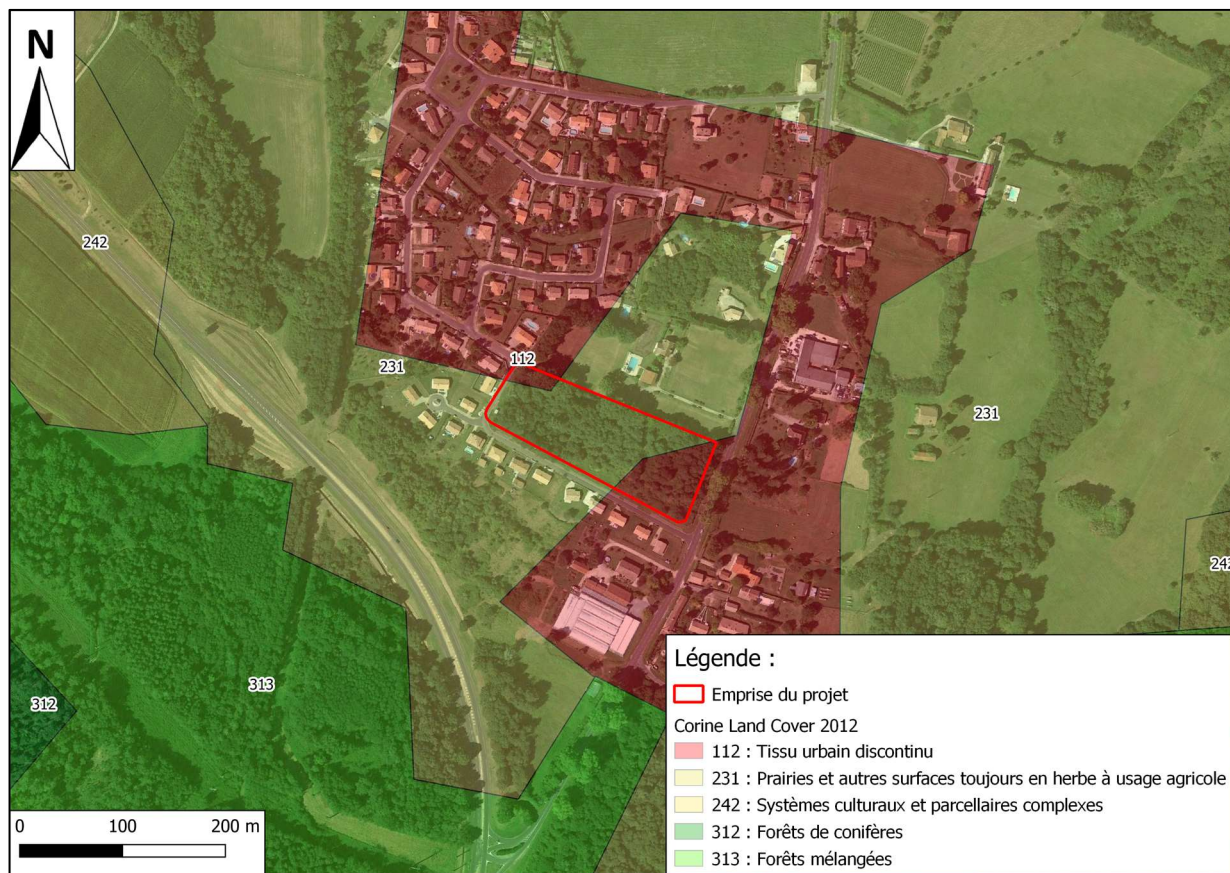 N
242
112
231
231
242
313
312
Légende :
Emprise du projet
Corine Land Cover 2012
112 : Tissu urbain discontinu
231 : Prairies et autres surfaces toujours en herbe à usage agricole
242 : Systèmes culturaux et parcellaires complexes
312 : Forêts de conifères
313 : Forêts mélangées
0 100 200 m